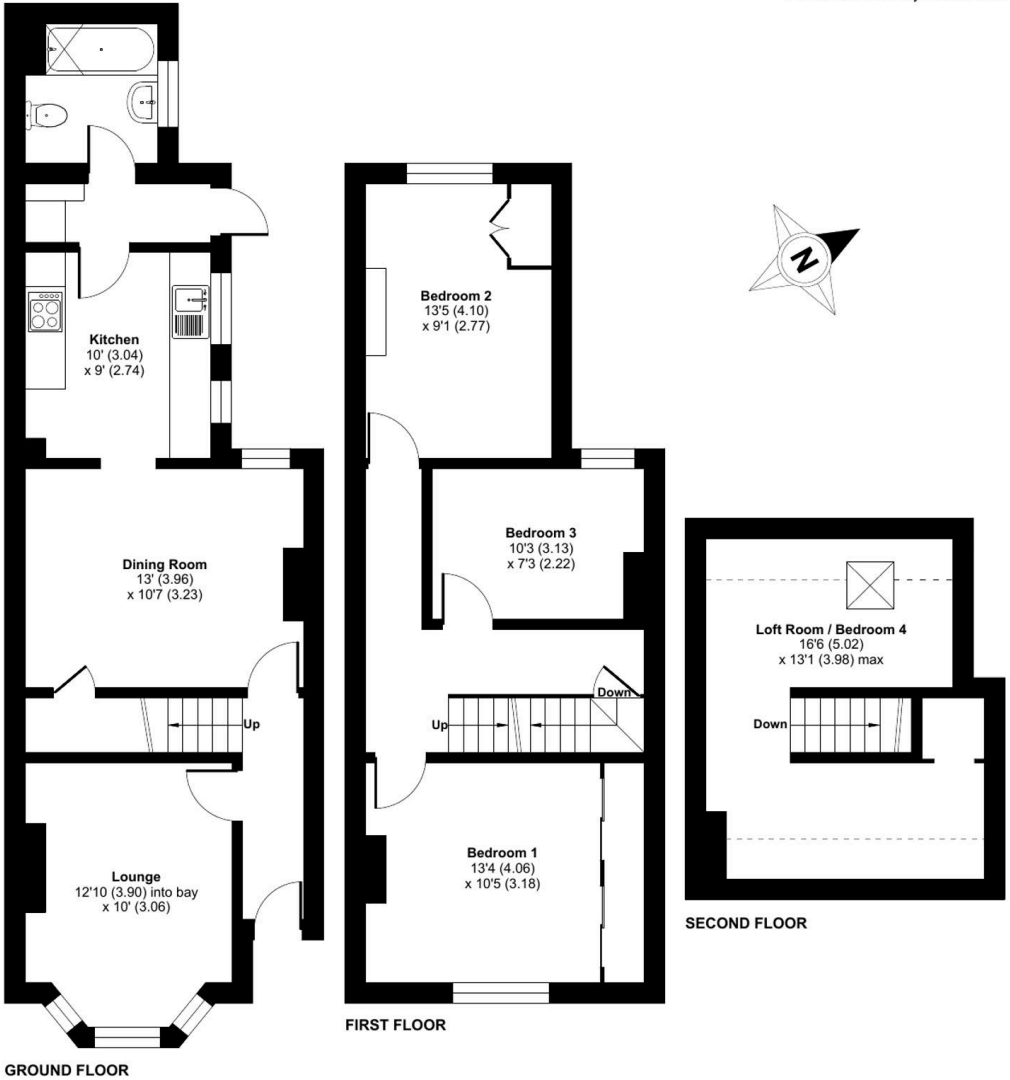 Kitchen
10' (3.04)
x 9' (2.74)
Dining Room
13' (3.96)
x 10'7 (3.23)
Up
Lounge
12'10 (3.90) into bay
x 10' (3.06)
GROUND FLOOR
Bedroom 2
13'5 (4.10)
x 9'1 (2.77)
Bedroom 3
10'3 (3.13)
x 7'3 (2.22)
Down
Up
Bedroom 1
13'4 (4.06)
x 10'5 (3.18)
FIRST FLOOR
N
Loft Room / Bedroom 4
16'6 (5.02)
x 13'1 (3.98) max
Down
SECOND FLOOR